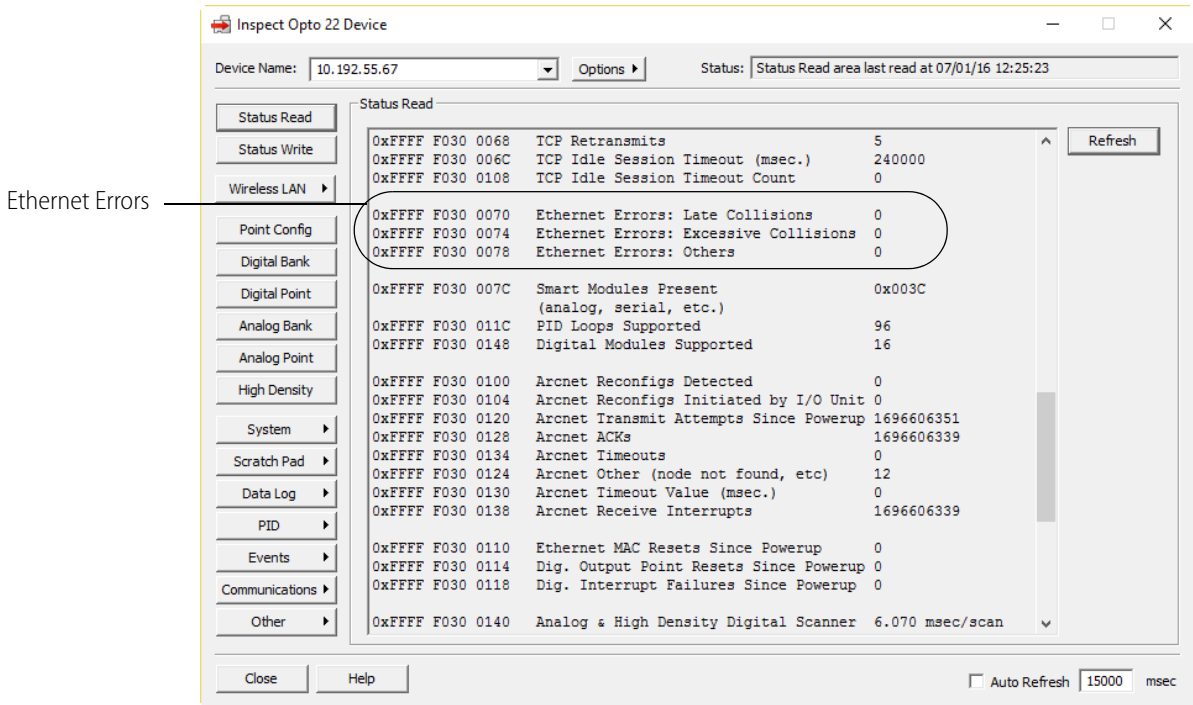 Inspect Opto 22 Device
Device Name: 10.192.55.67 Options Status: Status Read area last read at 07/01/16 12:25:23
Status Read
Status Write
Wireless LAN
Point Config
Digital Bank
Digital Point
Analog Bank
Analog Point
High Density
System
Scratch Pad
Data Log
PID
Events
Communications
Other
Ethernet Errors
Status Read
0xFFFF F030 0068 TCP Retransmits 5
0xFFFF F030 006C TCP Idle Session Timeout (msec.) 240000
0xFFFF F030 0108 TCP Idle Session Timeout Count 0
0xFFFF F030 0070 Ethernet Errors: Late Collisions 0
0xFFFF F030 0074 Ethernet Errors: Excessive Collisions 0
0xFFFF F030 0078 Ethernet Errors: Others 0
0xFFFF F030 007C Smart Modules Present 0x003C
(analog, serial, etc.)
0xFFFF F030 011C PID Loops Supported 96
0xFFFF F030 0148 Digital Modules Supported 16
0xFFFF F030 0100 Arcnet Reconfigs Detected 0
0xFFFF F030 0104 Arcnet Reconfigs Initiated by I/O Unit 0
0xFFFF F030 0120 Arcnet Transmit Attempts Since Powerup 1696606351
0xFFFF F030 0128 Arcnet ACKs 1696606339
0xFFFF F030 0134 Arcnet Timeouts 0
0xFFFF F030 0124 Arcnet Other (node not found, etc) 12
0xFFFF F030 0130 Arcnet Timeout Value (msec.) 0
0xFFFF F030 0138 Arcnet Receive Interrupts 1696606339
0xFFFF F030 0110 Ethernet MAC Resets Since Powerup 0
0xFFFF F030 0114 Dig. Output Point Resets Since Powerup 0
0xFFFF F030 0118 Dig. Interrupt Failures Since Powerup 0
0xFFFF F030 0140 Analog & High Density Digital Scanner 6.070 msec/scan
Refresh
Close Help Auto Refresh 15000 msec